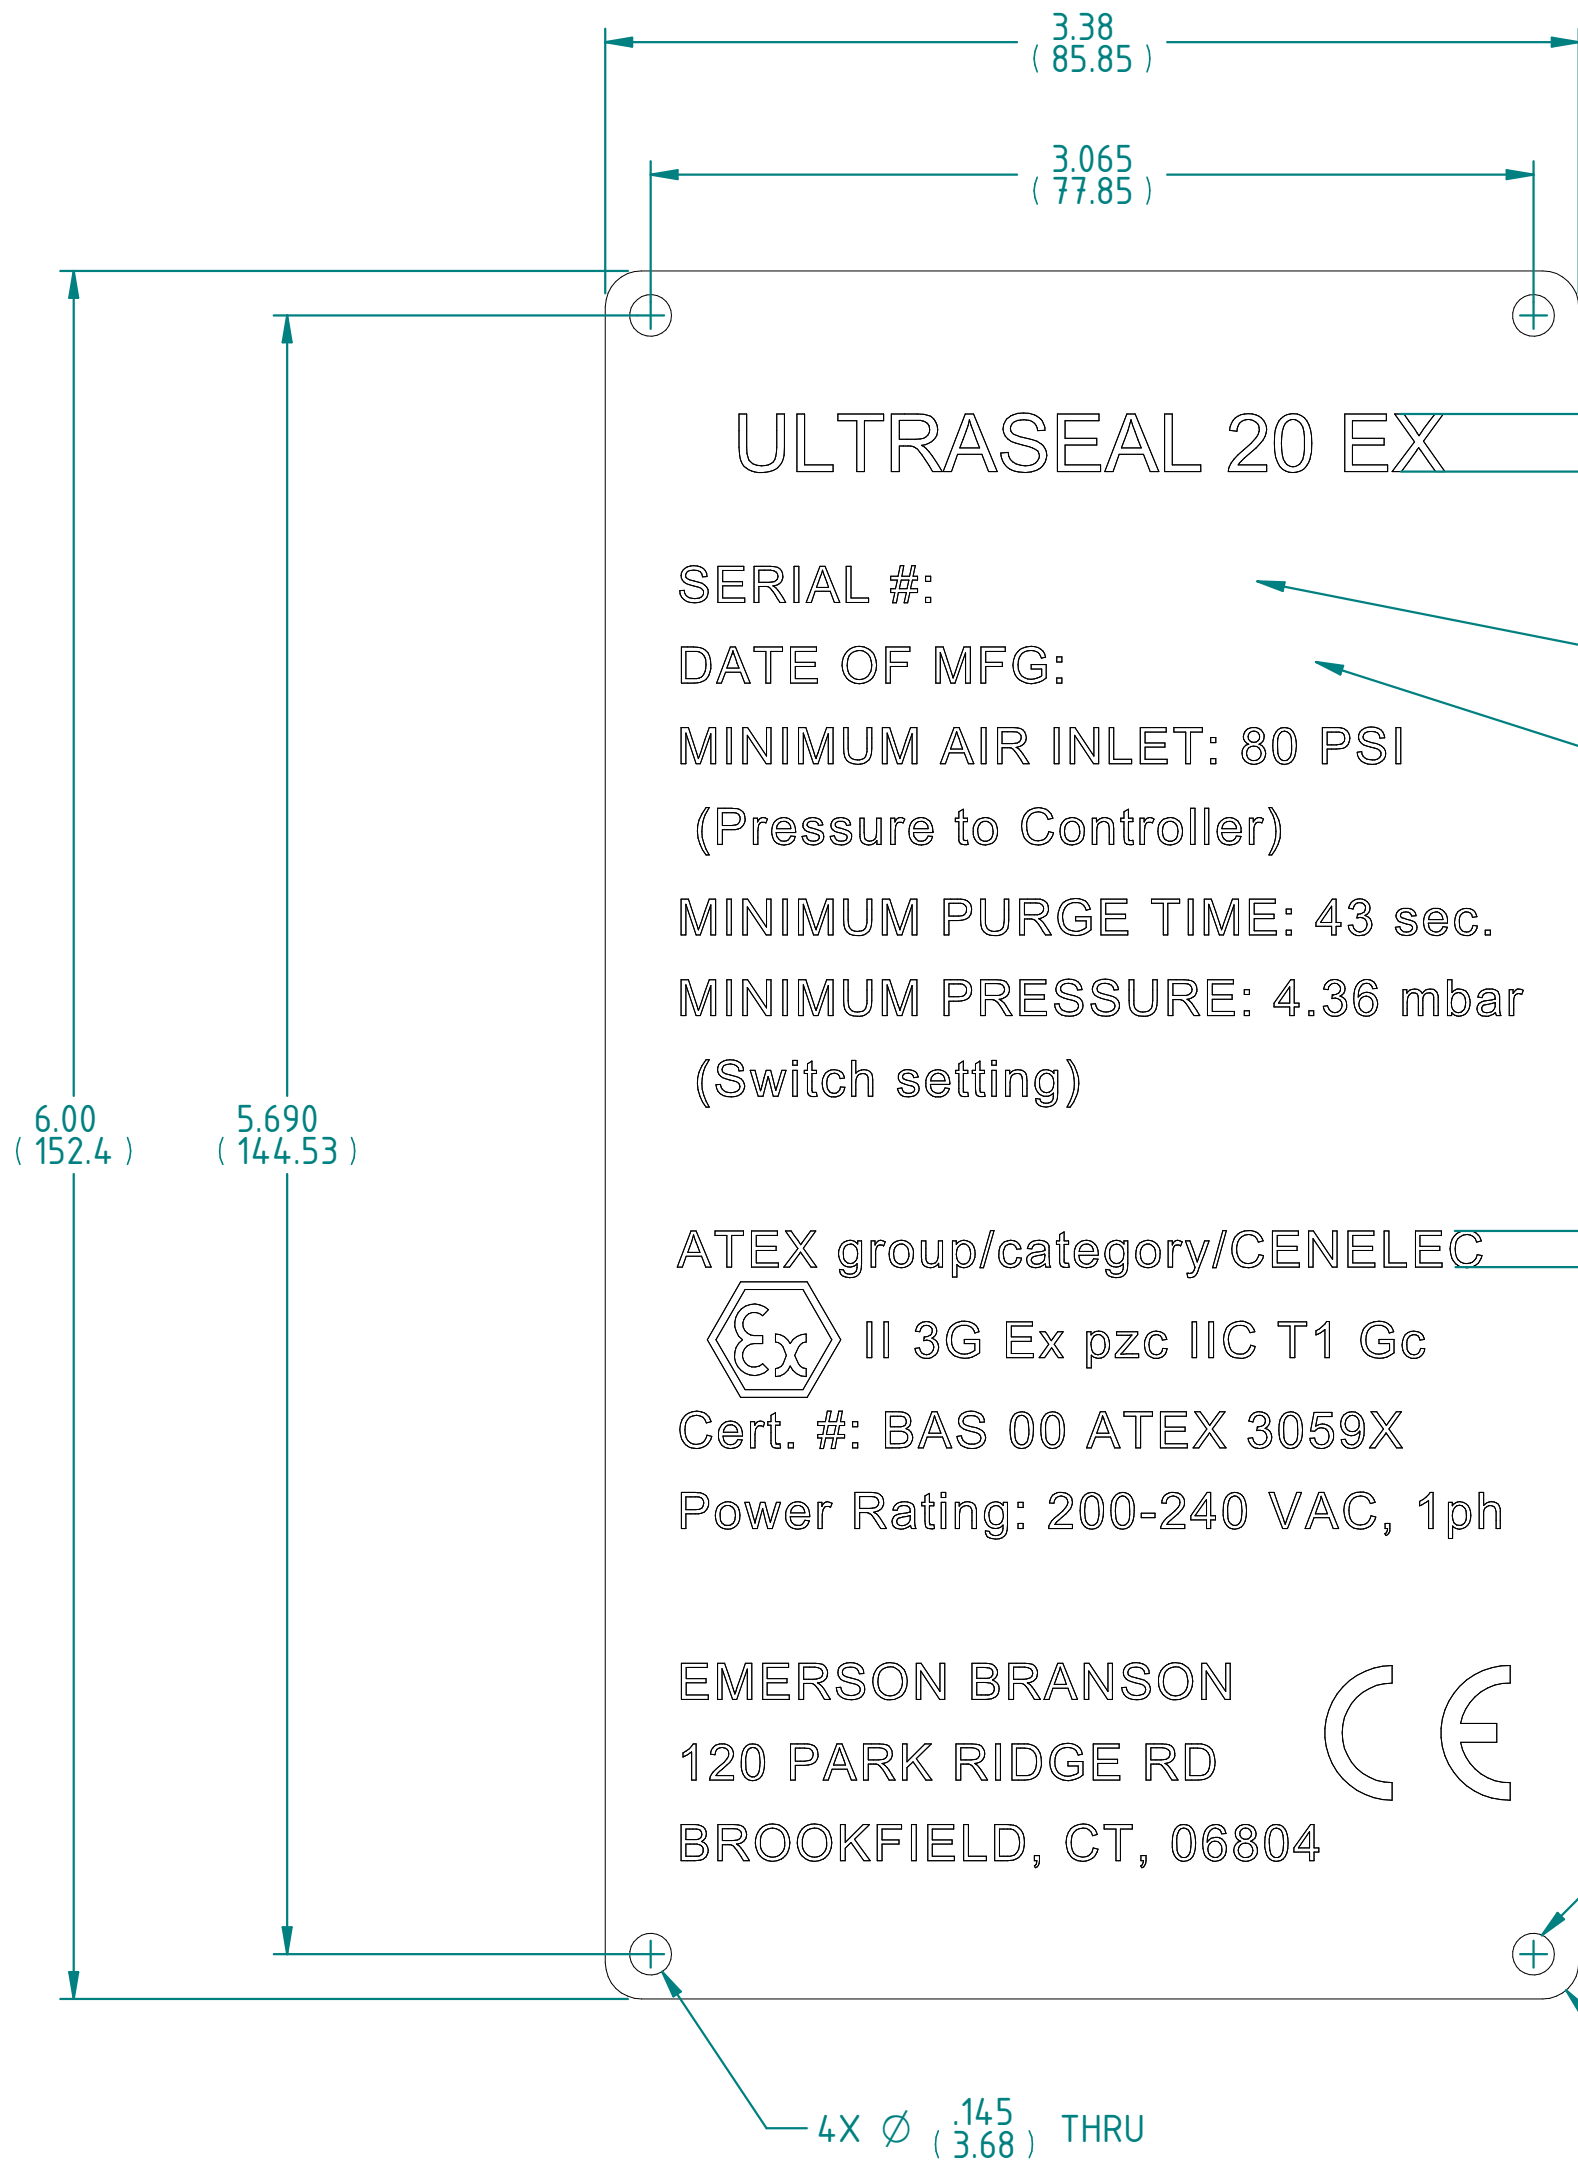 3.38
( 85.85 )
3.065
( 77.85 )
ULTRASEAL 20 EX
SERIAL #:
DATE OF MFG:
MINIMUM AIR INLET: 80 PSI
(Pressure to Controller)
MINIMUM PURGE TIME: 43 sec.
MINIMUM PRESSURE: 4.36 mbar
(Switch setting)
6.00
( 152.4 )
5.690
( 144.53 )
ATEX group/category/CENELEC
Ex II 3G Ex pzc IIC T1 Gc
Cert. #: BAS 00 ATEX 3059X
Power Rating: 200-240 VAC, 1ph
EMERSON BRANSON
120 PARK RIDGE RD
BROOKFIELD, CT, 06804
CE
4X Ø .145 THRU
( 3.68 )